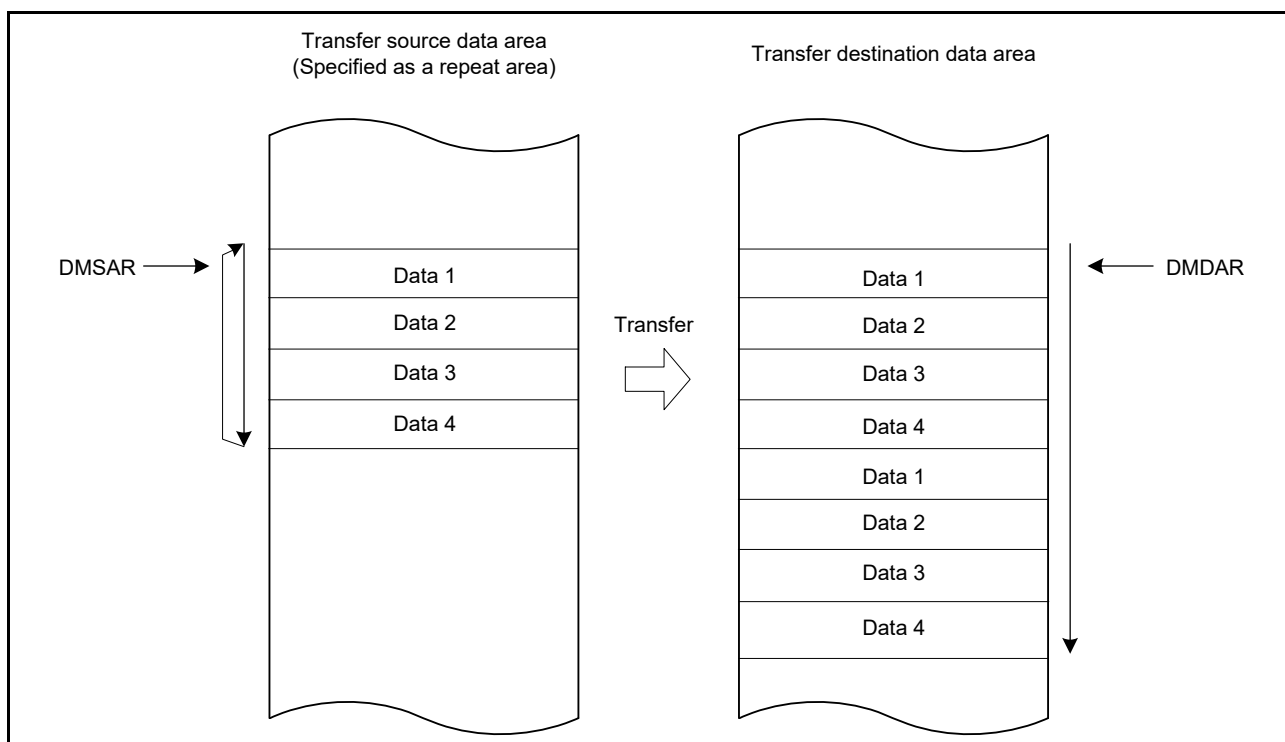 Transfer source data area
(Specified as a repeat area)
Transfer destination data area
DMSAR
Data 1
Data 2
Data 3
Data 4
Transfer
Data 1
Data 2
Data 3
Data 4
Data 1
Data 2
Data 3
Data 4
DMDAR